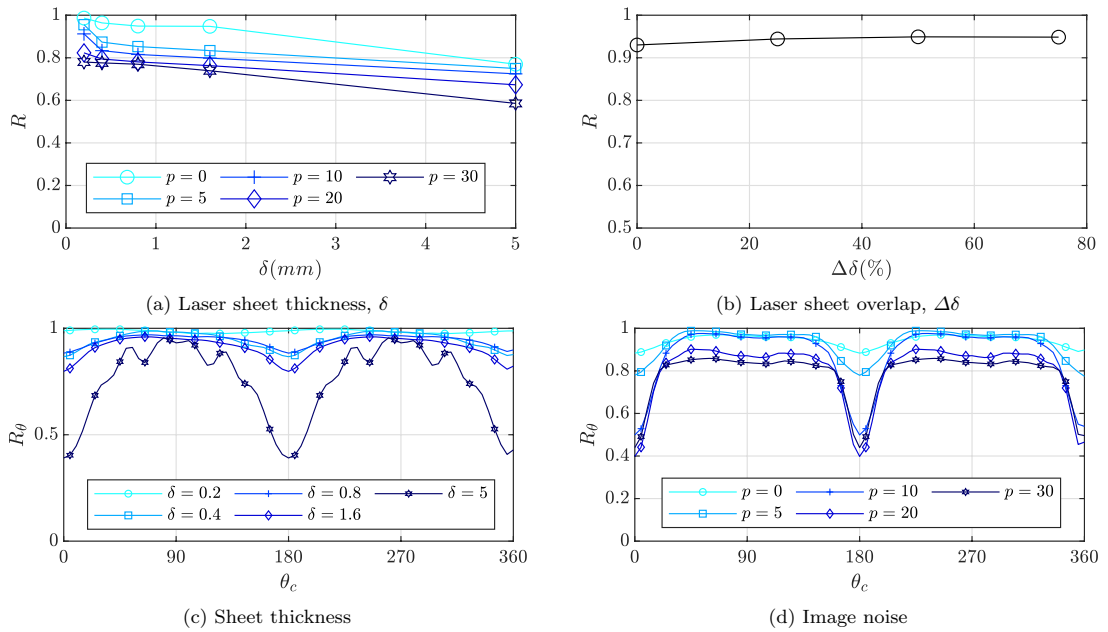 1
0.8
0.6
0.4
0.2
0
R
p = 0
p = 10
p = 30
p = 5
p = 20
0 1 2 3 4 5
δ(mm)
(a) Laser sheet thickness, δ
1
0.9
0.8
0.7
0.6
0.5
R
0 20 40 60 80
Δδ(%)
(b) Laser sheet overlap, Δδ
1
0.5
0
R_θ
δ = 0.2
δ = 0.8
δ = 5
δ = 0.4
δ = 1.6
0 90 180 270 360
θ_c
(c) Sheet thickness
1
0.8
0.6
0.4
0.2
0
R_θ
p = 0
p = 10
p = 30
p = 5
p = 20
0 90 180 270 360
θ_c
(d) Image noise